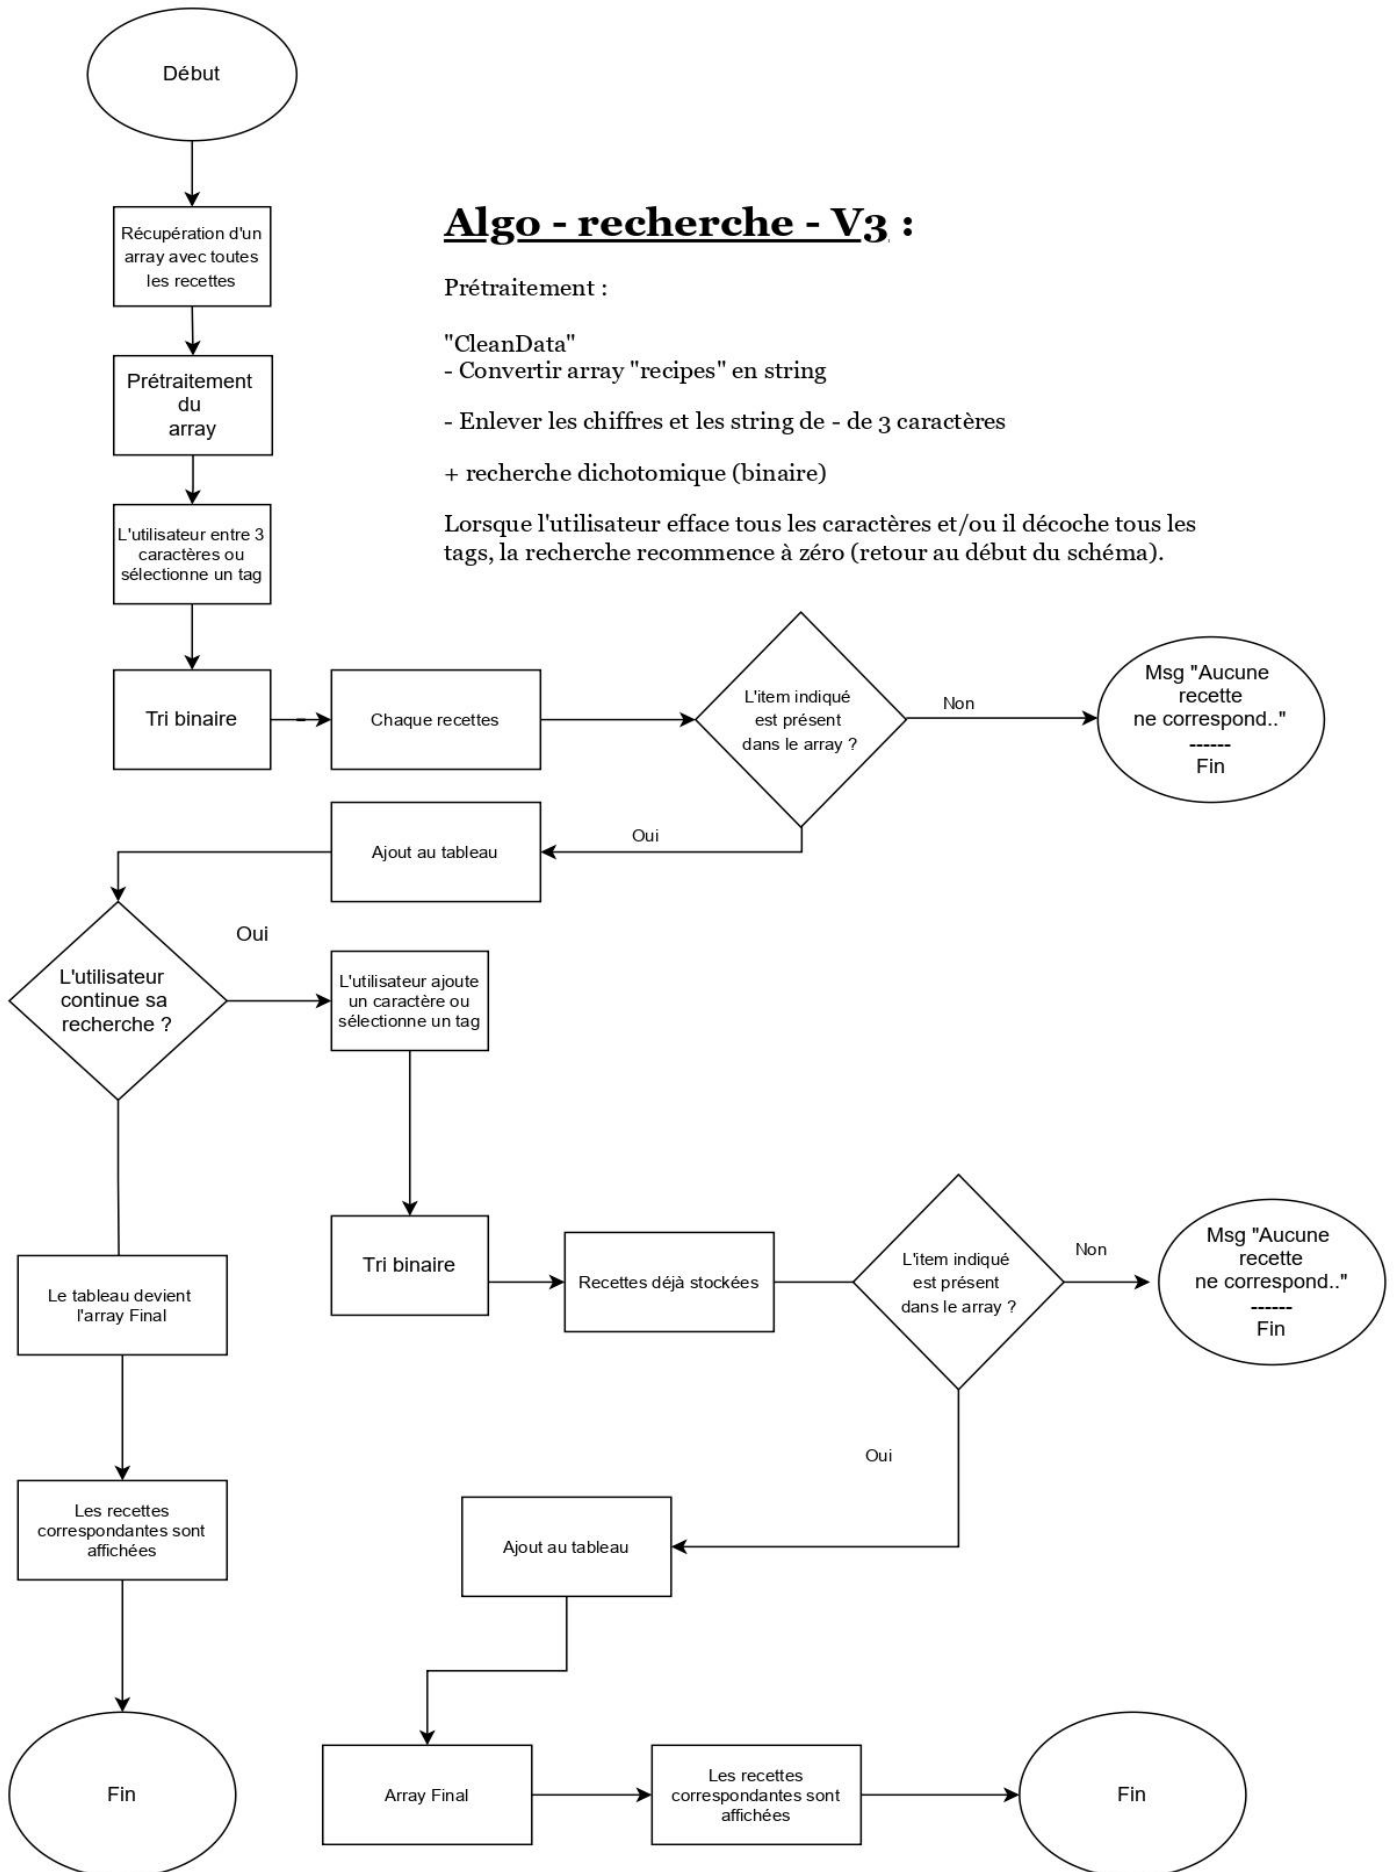 Début
Récupération d'un
array avec toutes
les recettes
Algo - recherche - V3 :
Prétraitement :
"CleanData"
- Convertir array "recipes" en string
- Enlever les chiffres et les string de - de 3 caractères
+ recherche dichotomique (binaire)
Lorsque l'utilisateur efface tous les caractères et/ou il décoche tous les
tags, la recherche recommence à zéro (retour au début du schéma).
Prétraitement
du
array
L'utilisateur entre 3
caractères ou
sélectionne un tag
Tri binaire
Chaque recettes
L'item indiqué
est présent
dans le array ?
Non
Msg "Aucune
recette
ne correspond.."
------
Fin
Oui
Ajout au tableau
L'utilisateur
continue sa
recherche ?
Oui
L'utilisateur ajoute
un caractère ou
sélectionne un tag
Tri binaire
Recettes déjà stockées
L'item indiqué
est présent
dans le array ?
Non
Msg "Aucune
recette
ne correspond.."
------
Fin
Le tableau devient
l'array Final
Oui
Les recettes
correspondantes sont
affichées
Ajout au tableau
Fin
Array Final
Les recettes
correspondantes sont
affichées
Fin